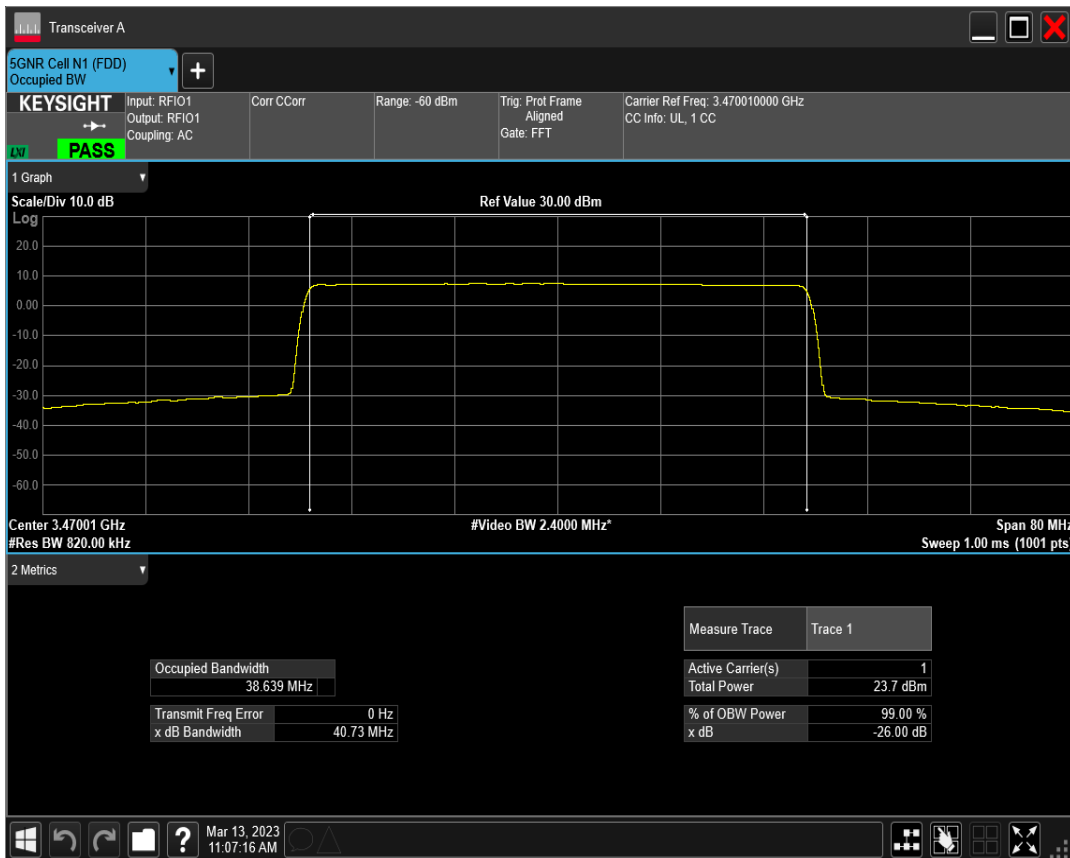 Transceiver A
5GNR Cell N1 (FDD)
Occupied BW
KEYSIGHT
LXI
PASS
Input: RFIO1
Output: RFIO1
Coupling: AC
Corr CCorr
Range: -60 dBm
Trig: Prot Frame
Aligned
Gate: FFT
Carrier Ref Freq: 3.470010000 GHz
CC Info: UL, 1 CC
1 Graph
Scale/Div 10.0 dB
Ref Value 30.00 dBm
Log
20.0
10.0
0.00
-10.0
-20.0
-30.0
-40.0
-50.0
-60.0
Center 3.47001 GHz
#Video BW 2.4000 MHz*
Span 80 MHz
#Res BW 820.00 kHz
Sweep 1.00 ms (1001 pts)
2 Metrics
Measure Trace Trace 1
Occupied Bandwidth
38.639 MHz
Active Carrier(s) 1
Total Power 23.7 dBm
Transmit Freq Error 0 Hz
x dB Bandwidth 40.73 MHz
% of OBW Power 99.00 %
x dB -26.00 dB
?
Mar 13, 2023
11:07:16 AM